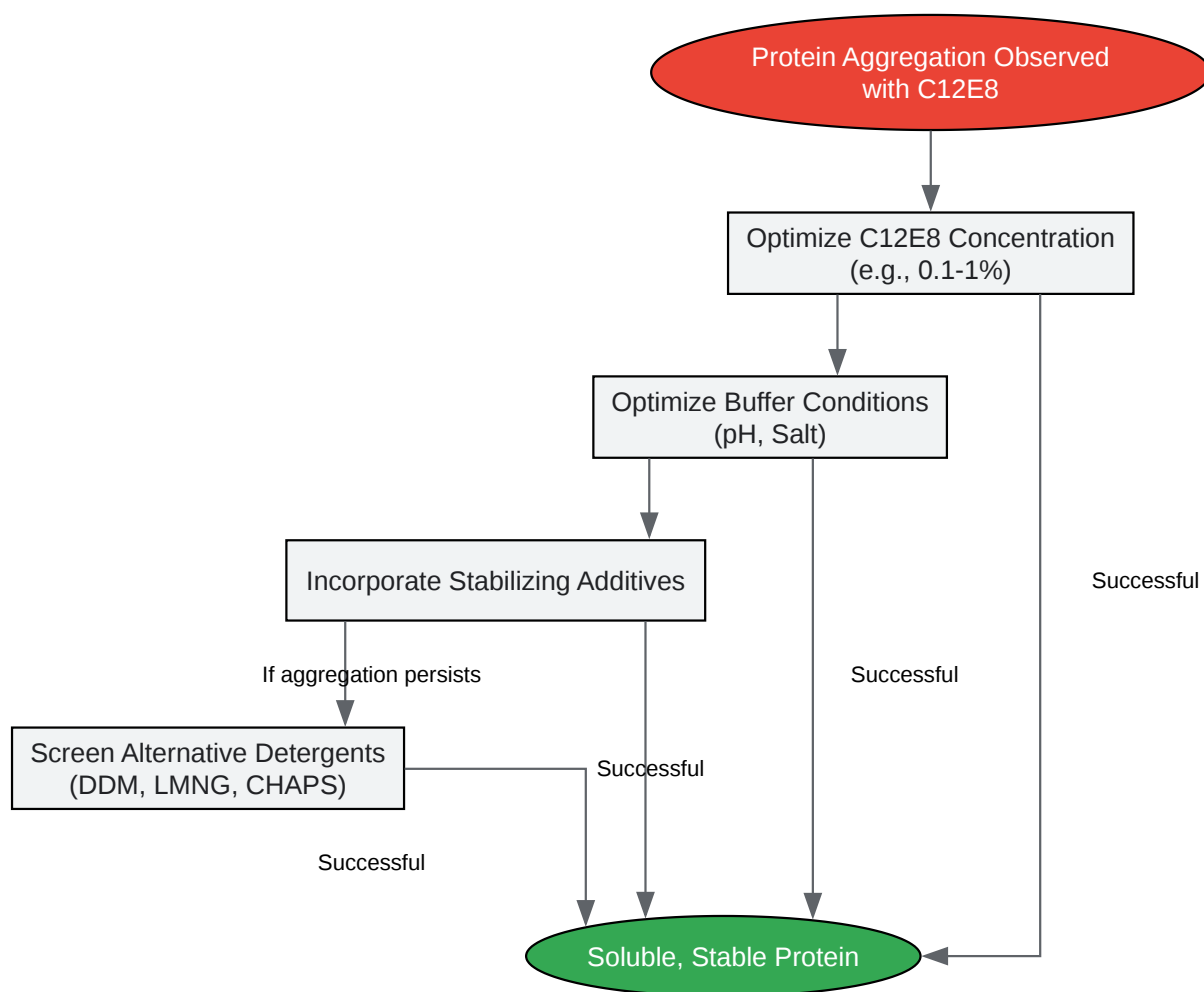 Protein Aggregation Observed
with C12E8
Optimize C12E8 Concentration
(e.g., 0.1-1%)
Optimize Buffer Conditions
(pH, Salt)
Incorporate Stabilizing Additives
Successful
If aggregation persists
Successful
Screen Alternative Detergents
(DDM, LMNG, CHAPS)
Successful
Successful
Soluble, Stable Protein